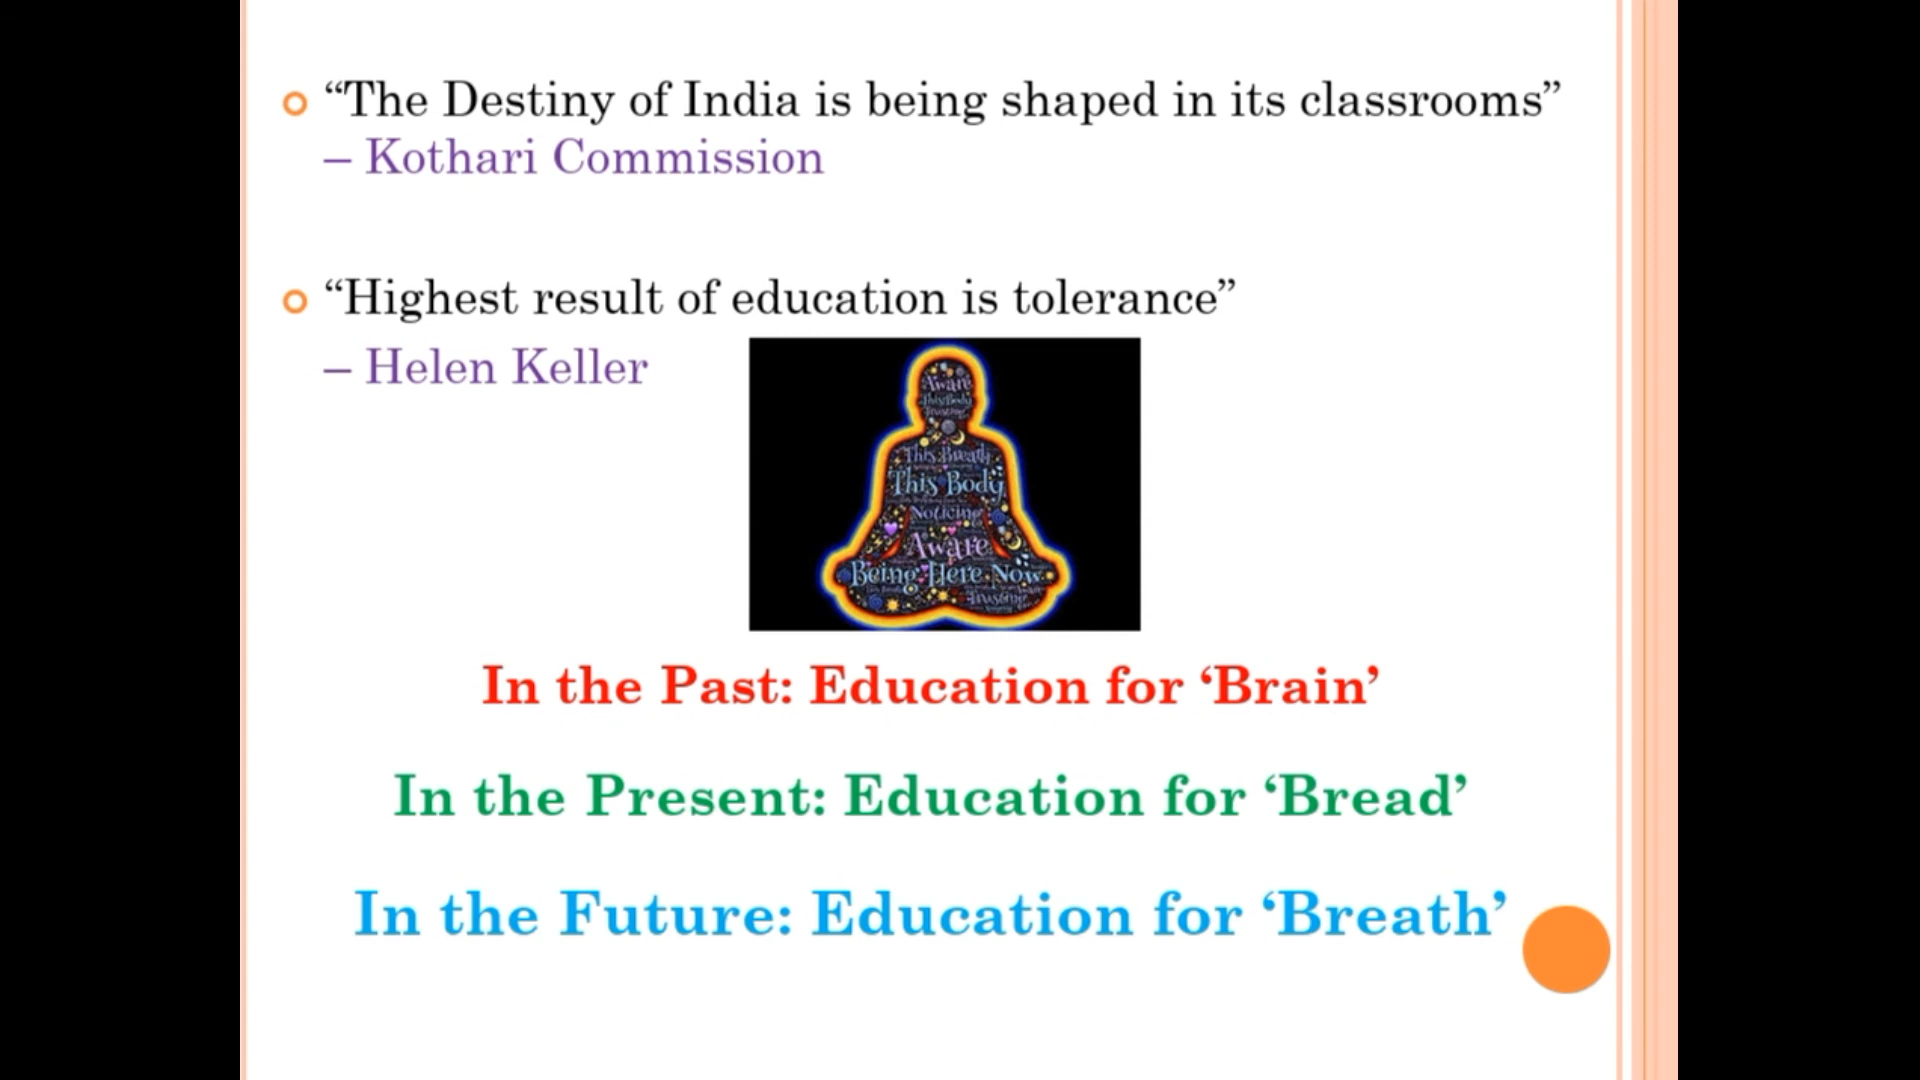 “The Destiny of India is being shaped in its classrooms”
– Kothari Commission
“Highest result of education is tolerance”
– Helen Keller
Aware
This Body
This Breath
This Body
Noticing
Aware
Being Here Now
Trusting
In the Past: Education for ‘Brain’
In the Present: Education for ‘Bread’
In the Future: Education for ‘Breath’